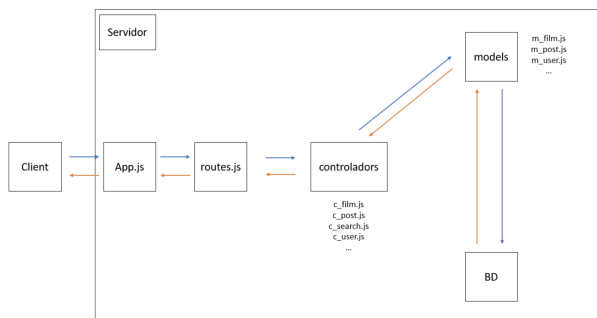 Servidor
models
m_film.js
m_post.js
m_user.js
...
Client
App.js
routes.js
controladors
c_film.js
c_post.js
c_search.js
c_user.js
...
BD